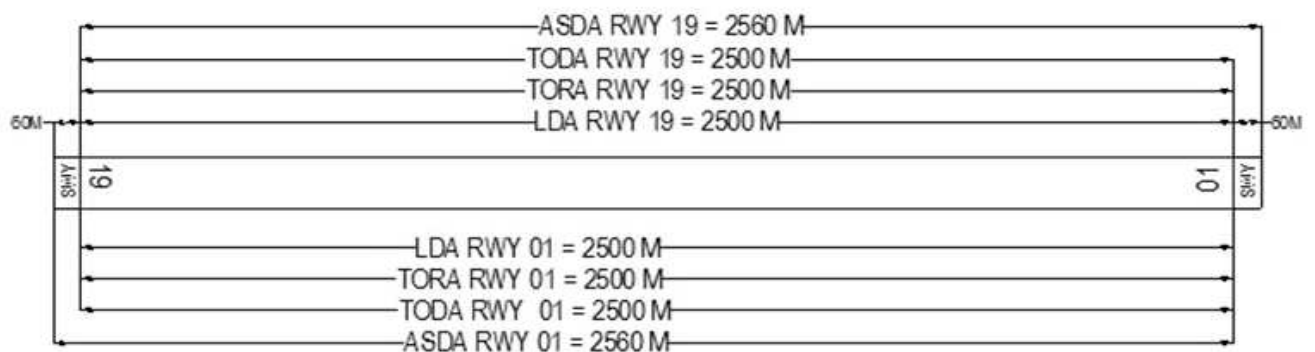 ASDA RWY 19 = 2560 M
TODA RWY 19 = 2500 M
TORA RWY 19 = 2500 M
60M LDA RWY 19 = 2500 M 60M
SWY 19 01 SWY
LDA RWY 01 = 2500 M
TORA RWY 01 = 2500 M
TODA RWY 01 = 2500 M
ASDA RWY 01 = 2560 M